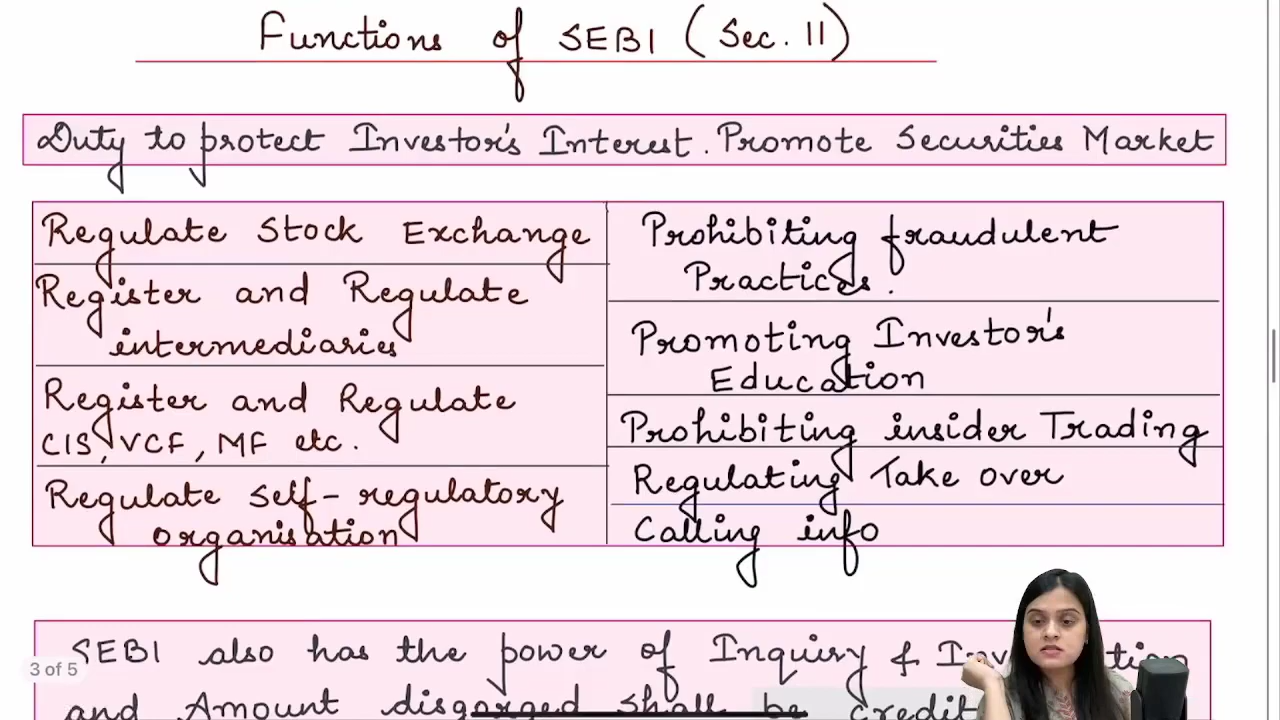 Functions of SEBI (Sec. 11)
Duty to protect Investor's Interest. Promote Securities Market
Regulate Stock Exchange
Register and Regulate
intermediaries
Register and Regulate
CIS, VCF, MF etc.
Regulate self-regulatory
organisation
Prohibiting fraudulent
Practices.
Promoting Investor's
Education
Prohibiting insider Trading
Regulating Take over
Calling info
SEBI also has the power of Inquiry &
3 of 5
and Amount disgorged shall be credit